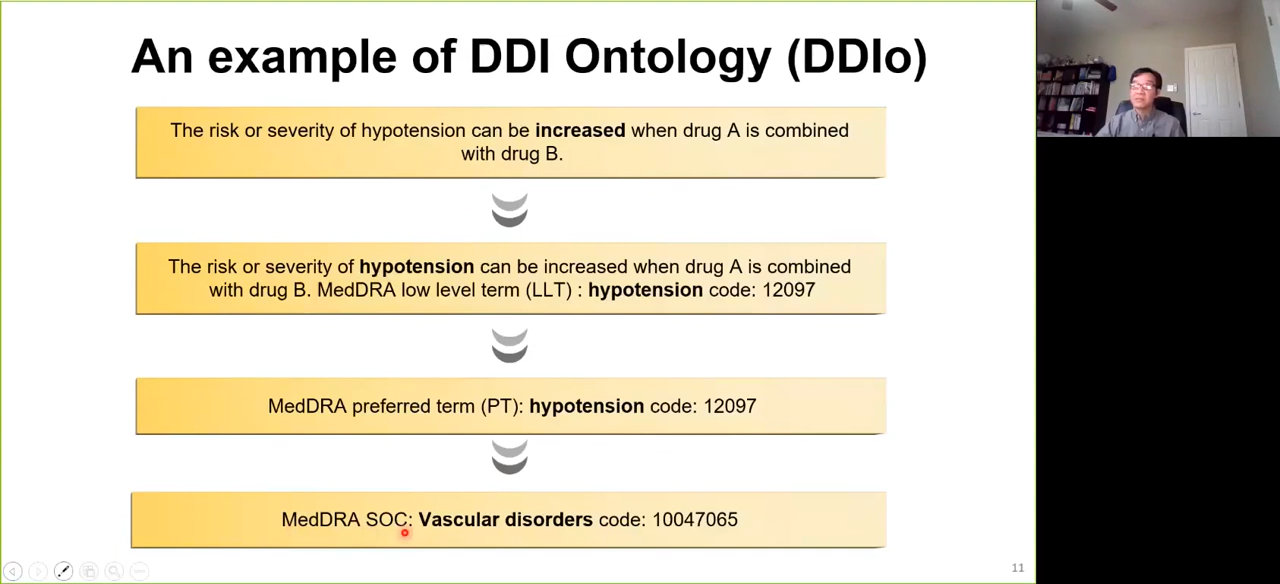 An example of DDI Ontology (DDIo)
The risk or severity of hypotension can be increased when drug A is combined
with drug B.
The risk or severity of hypotension can be increased when drug A is combined
with drug B. MedDRA low level term (LLT) : hypotension code: 12097
MedDRA preferred term (PT): hypotension code: 12097
MedDRA SOC: Vascular disorders code: 10047065
11